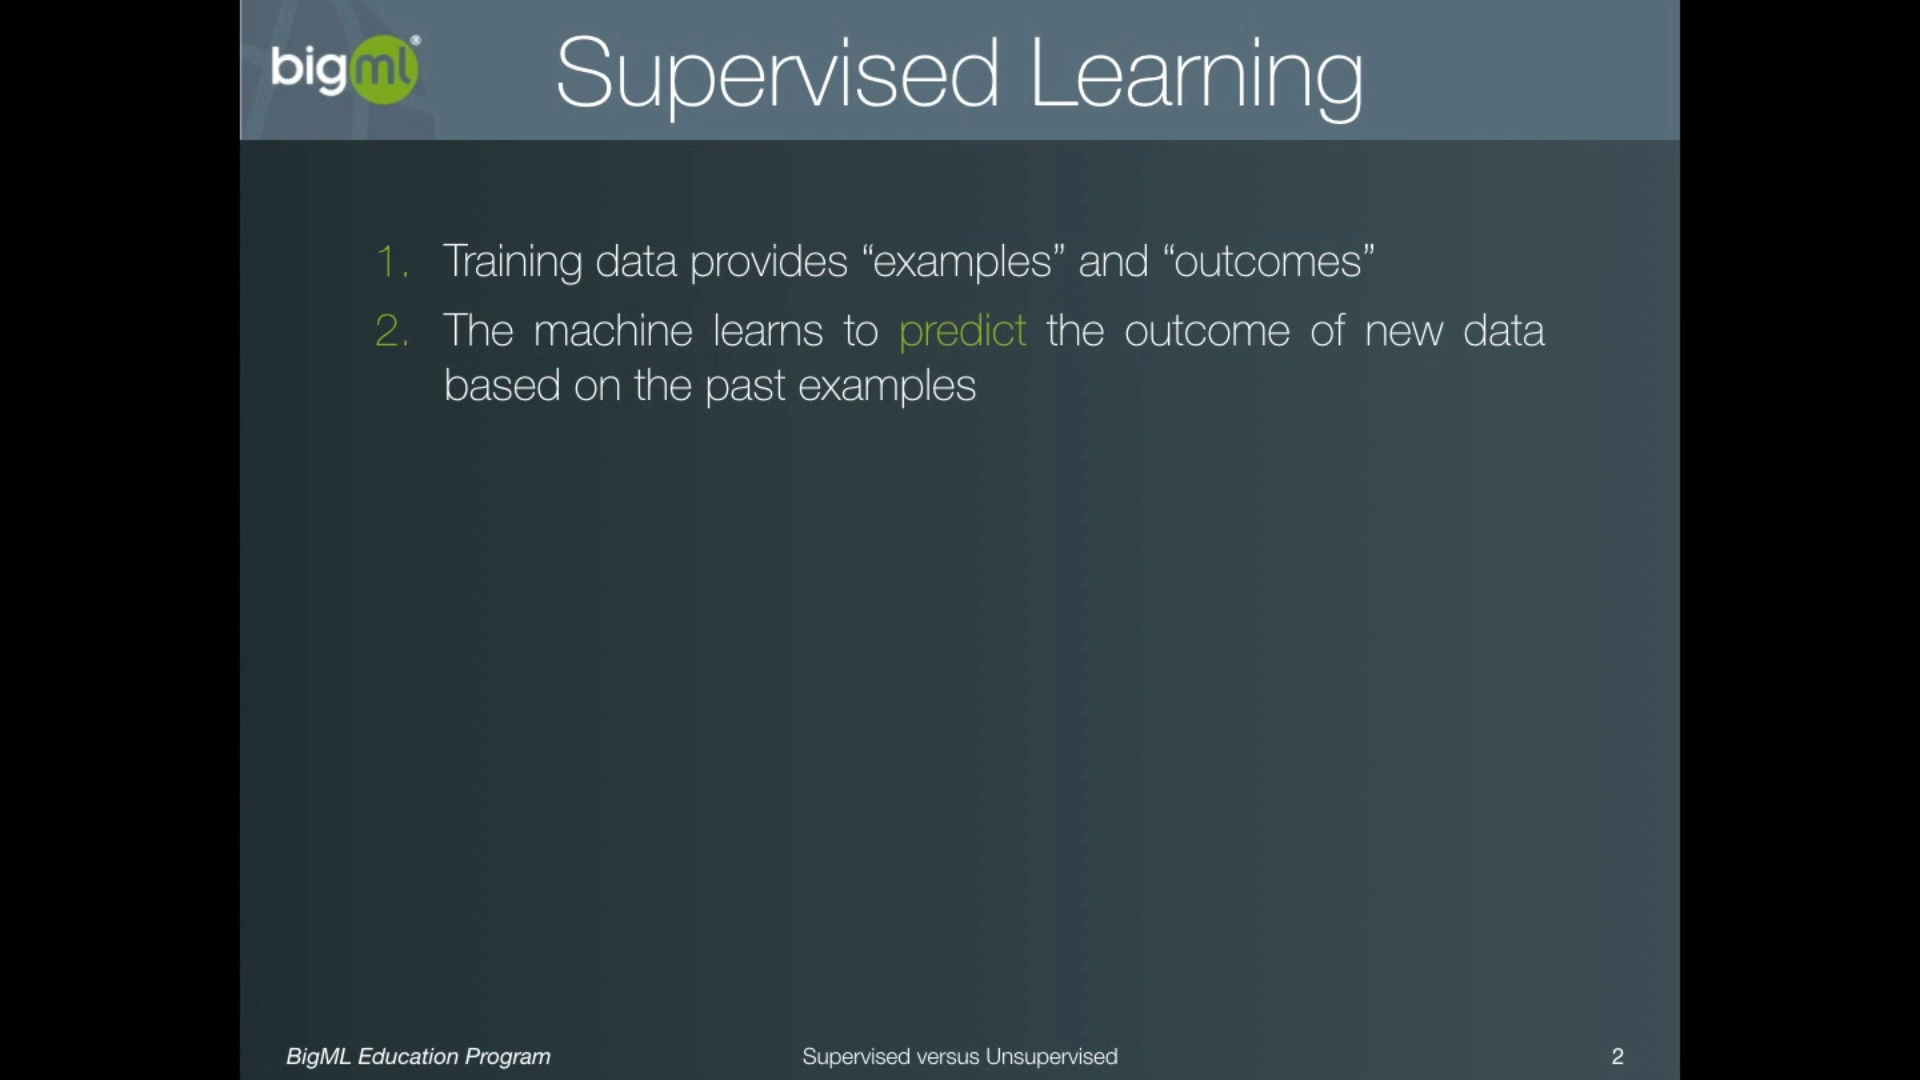 bigml®
Supervised Learning
1. Training data provides “examples” and “outcomes”
2. The machine learns to predict the outcome of new data
based on the past examples
BigML Education Program
Supervised versus Unsupervised
2